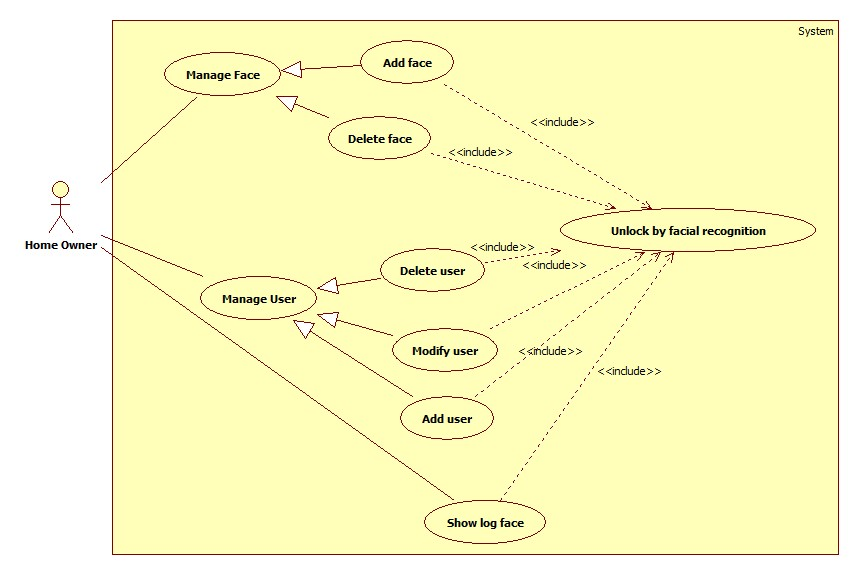 System
Add face
Manage Face
<<include>>
Delete face
<<include>>
Unlock by facial recognition
Home Owner
<<include>>
<<include>>
Delete user
Manage User
Modify user
<<include>>
<<include>>
Add user
Show log face